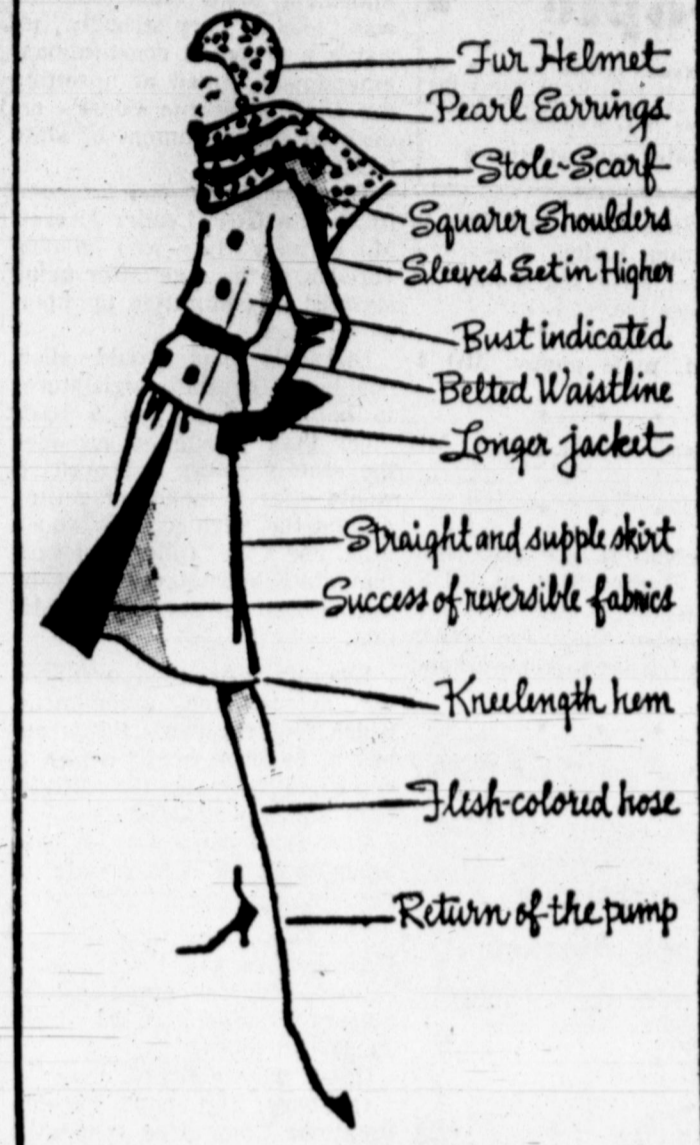 Fur Helmet
Pearl Earrings
Stole-Scarf
Squarer Shoulders
Sleeves Set in Higher
Bust indicated
Belted Waistline
Longer jacket
Straight and supple skirt
Success of reversible fabrics
Kneelength hem
Flesh-colored hose
Return of the pump